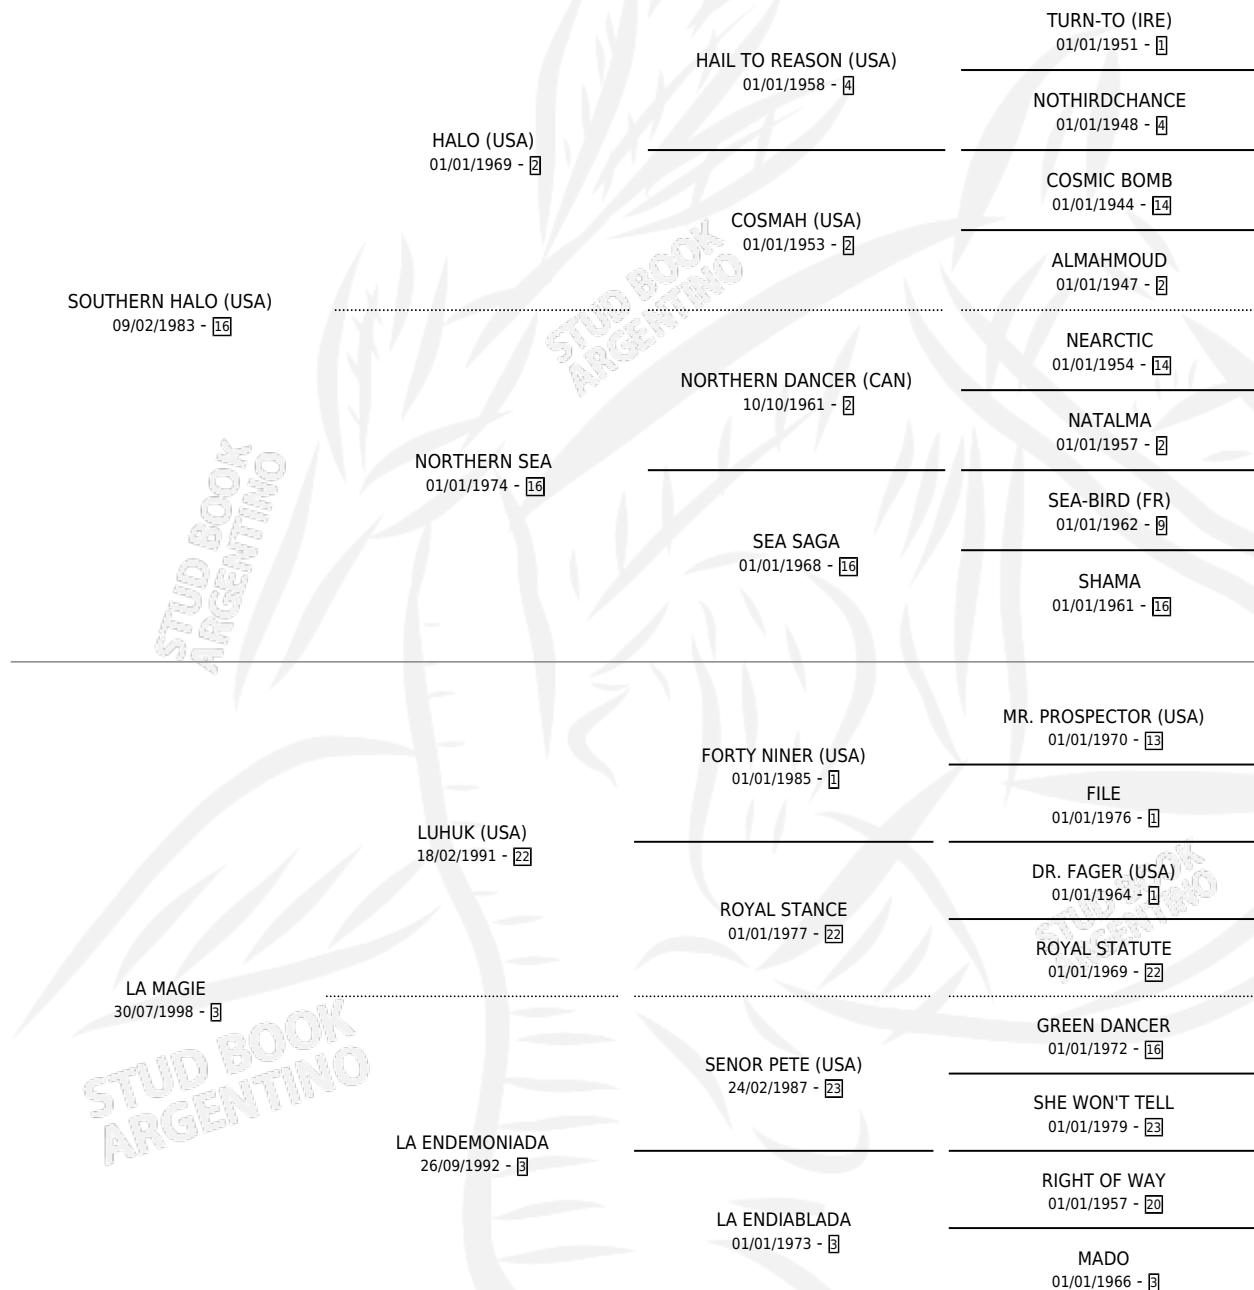 TURN-TO (IRE)
01/01/1951 - 1
HAIL TO REASON (USA)
01/01/1958 - 4
NOTHIRDCHANCE
01/01/1948 - 4
HALO (USA)
01/01/1969 - 2
COSMIC BOMB
01/01/1944 - 14
COSMAH (USA)
01/01/1953 - 2
ALMAHMOUD
01/01/1947 - 2
SOUTHERN HALO (USA)
09/02/1983 - 16
NEARCTIC
01/01/1954 - 14
NORTHERN DANCER (CAN)
10/10/1961 - 2
NATALMA
01/01/1957 - 2
NORTHERN SEA
01/01/1974 - 16
SEA-BIRD (FR)
01/01/1962 - 9
SEA SAGA
01/01/1968 - 16
SHAMA
01/01/1961 - 16
MR. PROSPECTOR (USA)
01/01/1970 - 13
FORTY NINER (USA)
01/01/1985 - 1
FILE
01/01/1976 - 1
LUHUK (USA)
18/02/1991 - 22
DR. FAGER (USA)
01/01/1964 - 1
ROYAL STANCE
01/01/1977 - 22
ROYAL STATUTE
01/01/1969 - 22
LA MAGIE
30/07/1998 - 3
GREEN DANCER
01/01/1972 - 16
SENOR PETE (USA)
24/02/1987 - 23
SHE WON'T TELL
01/01/1979 - 23
LA ENDEMONIADA
26/09/1992 - 3
RIGHT OF WAY
01/01/1957 - 20
LA ENDIABLADA
01/01/1973 - 3
MADO
01/01/1966 - 3
STUD BOOK
ARGENTINO
STUD BOOK
ARGENTINO
STUD BOOK
ARGENTINO
STUD BOOK
ARGENTINO